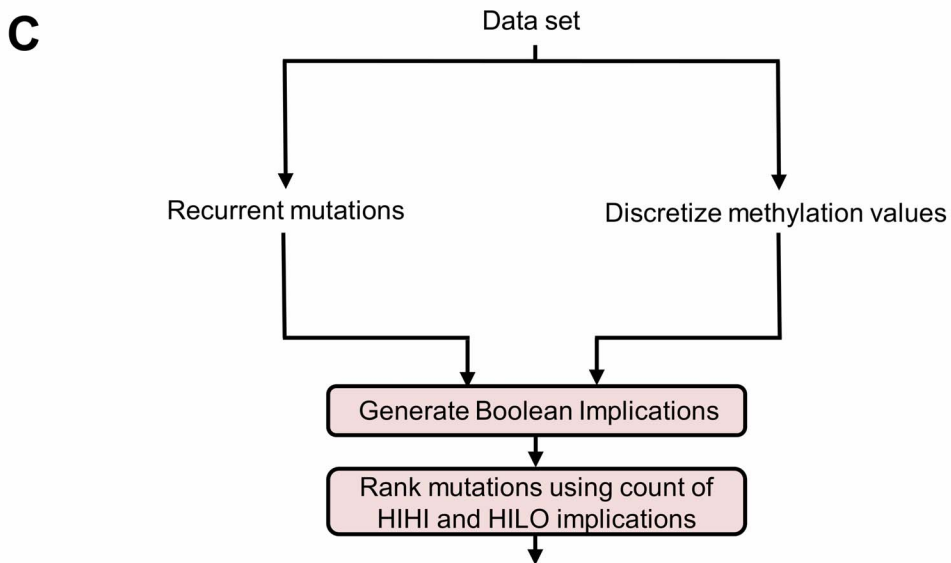 C
Data set
Recurrent mutations
Discretize methylation values
Generate Boolean Implications
Rank mutations using count of
HIHI and HILO implications